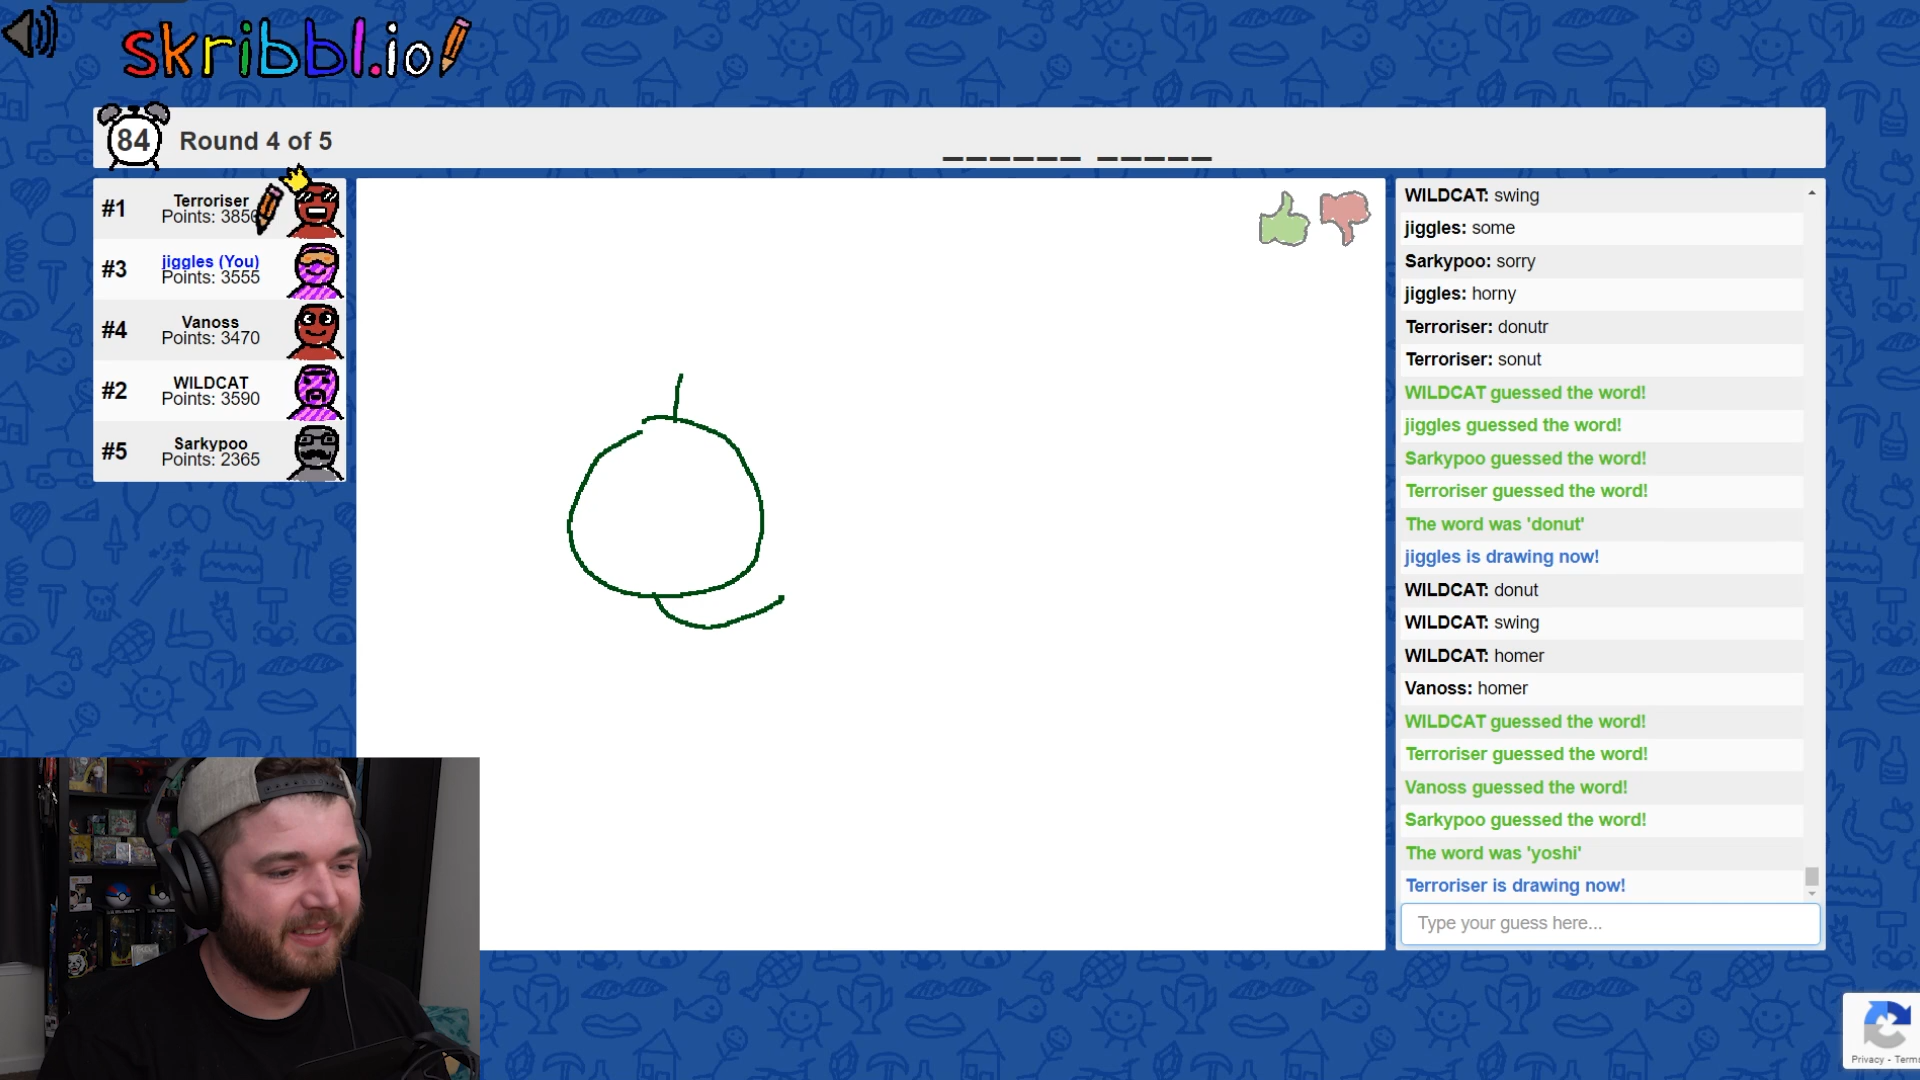 skribbl.io
84
Round 4 of 5
______ _____
#1 Terroriser
Points: 3850
#3 jiggles (You)
Points: 3555
#4 Vanoss
Points: 3470
#2 WILDCAT
Points: 3590
#5 Sarkypoo
Points: 2365
WILDCAT: swing
jiggles: some
Sarkypoo: sorry
jiggles: horny
Terroriser: donutr
Terroriser: sonut
WILDCAT guessed the word!
jiggles guessed the word!
Sarkypoo guessed the word!
Terroriser guessed the word!
The word was 'donut'
jiggles is drawing now!
WILDCAT: donut
WILDCAT: swing
WILDCAT: homer
Vanoss: homer
WILDCAT guessed the word!
Terroriser guessed the word!
Vanoss guessed the word!
Sarkypoo guessed the word!
The word was 'yoshi'
Terroriser is drawing now!
Type your guess here...
Privacy - Terms